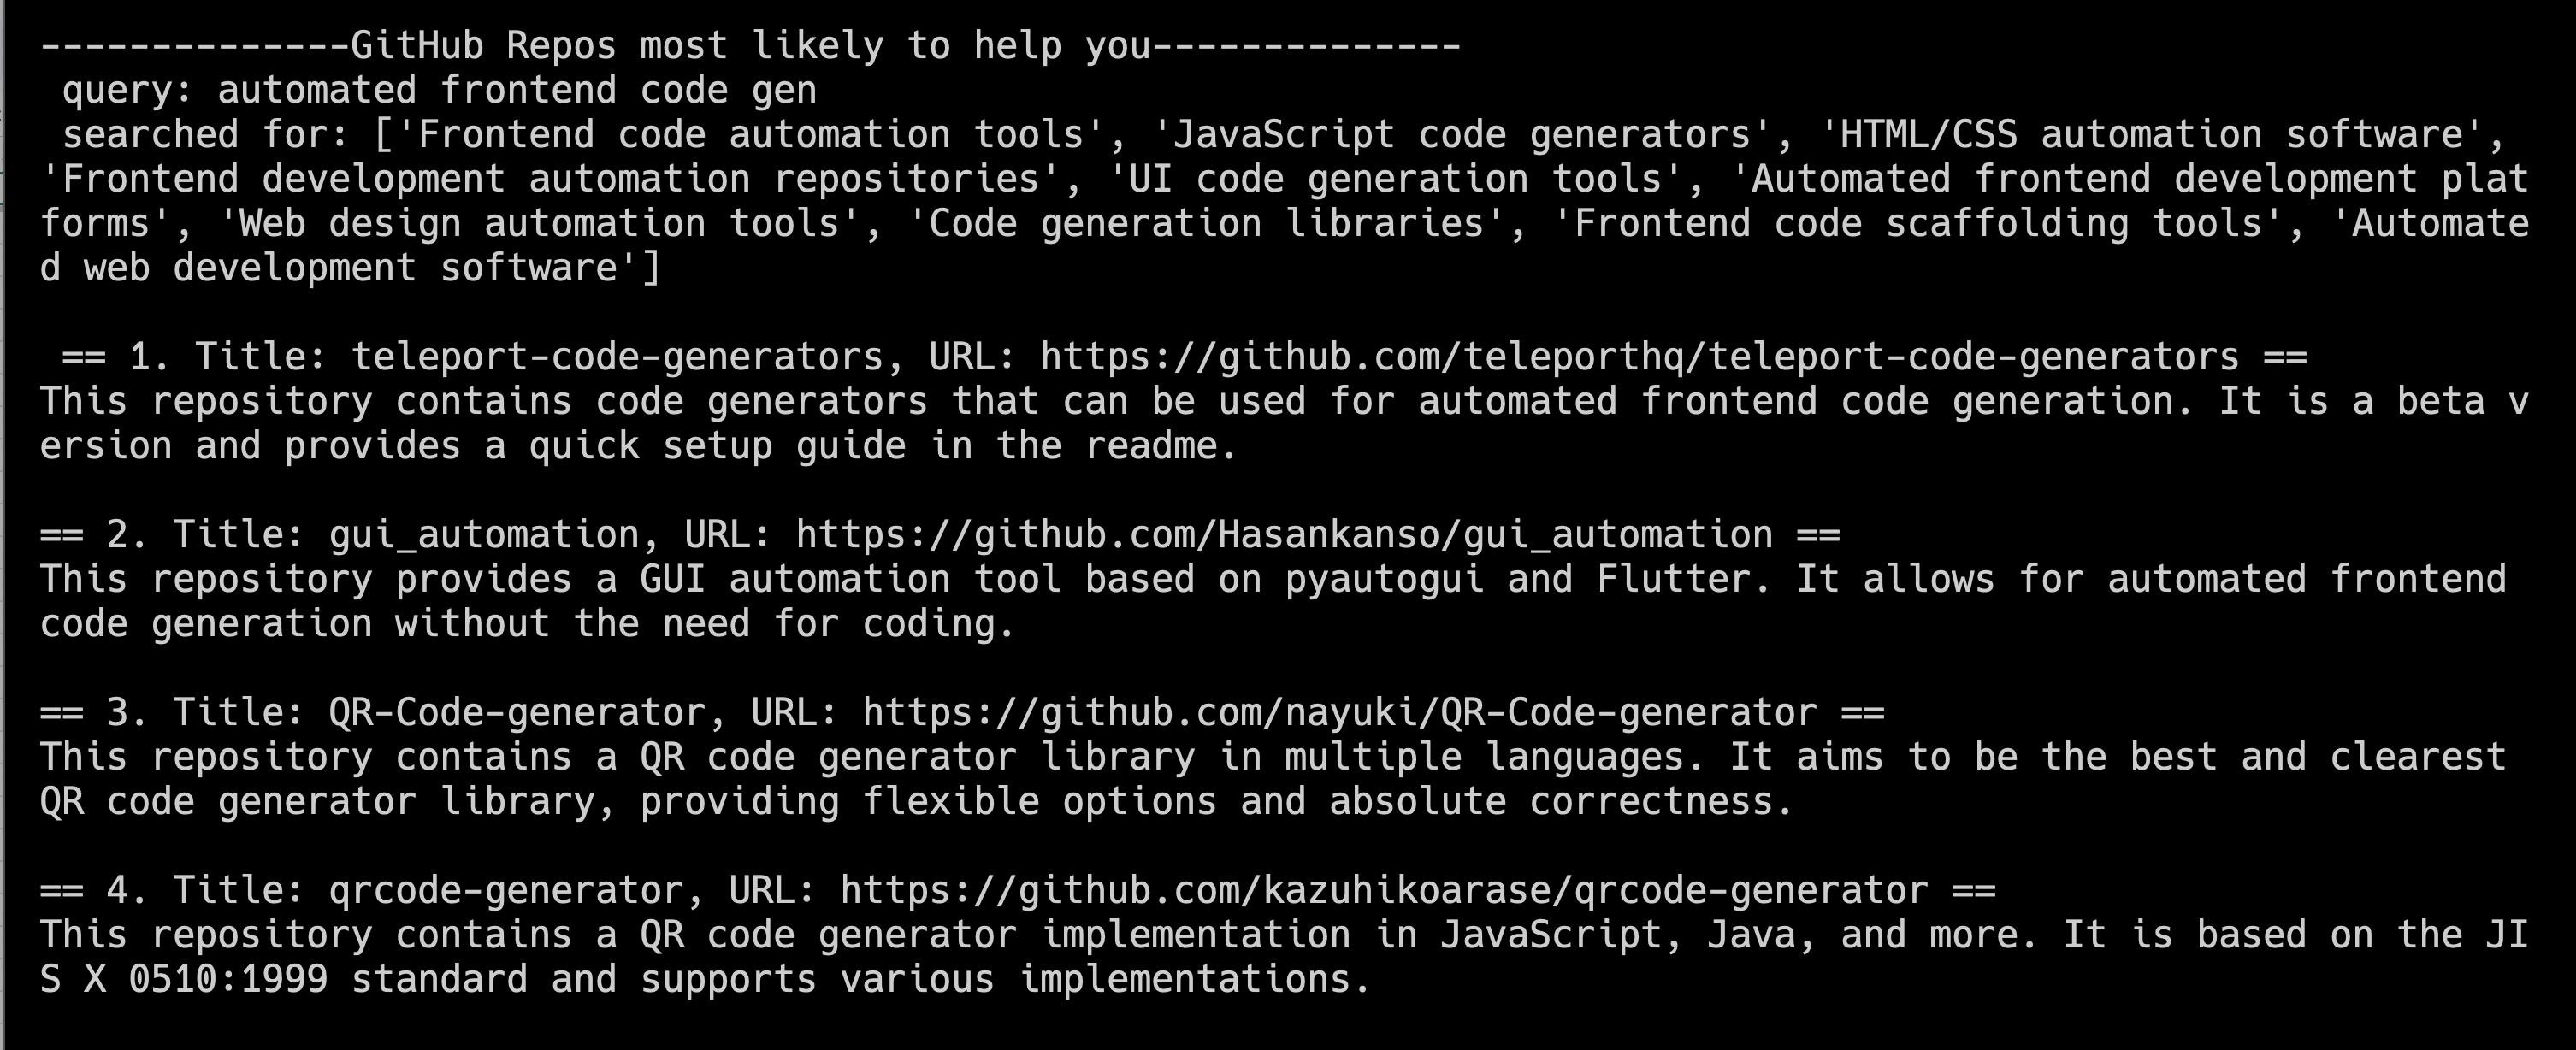 --------------GitHub Repos most likely to help you--------------
query: automated frontend code gen
searched for: ['Frontend code automation tools', 'JavaScript code generators', 'HTML/CSS automation software',
'Frontend development automation repositories', 'UI code generation tools', 'Automated frontend development plat
forms', 'Web design automation tools', 'Code generation libraries', 'Frontend code scaffolding tools', 'Automate
d web development software']
== 1. Title: teleport-code-generators, URL: https://github.com/teleporthq/teleport-code-generators ==
This repository contains code generators that can be used for automated frontend code generation. It is a beta v
ersion and provides a quick setup guide in the readme.
== 2. Title: gui_automation, URL: https://github.com/Hasankanso/gui_automation ==
This repository provides a GUI automation tool based on pyautogui and Flutter. It allows for automated frontend
code generation without the need for coding.
== 3. Title: QR-Code-generator, URL: https://github.com/nayuki/QR-Code-generator ==
This repository contains a QR code generator library in multiple languages. It aims to be the best and clearest
QR code generator library, providing flexible options and absolute correctness.
== 4. Title: qrcode-generator, URL: https://github.com/kazuhikoarase/qrcode-generator ==
This repository contains a QR code generator implementation in JavaScript, Java, and more. It is based on the JI
S X 0510:1999 standard and supports various implementations.